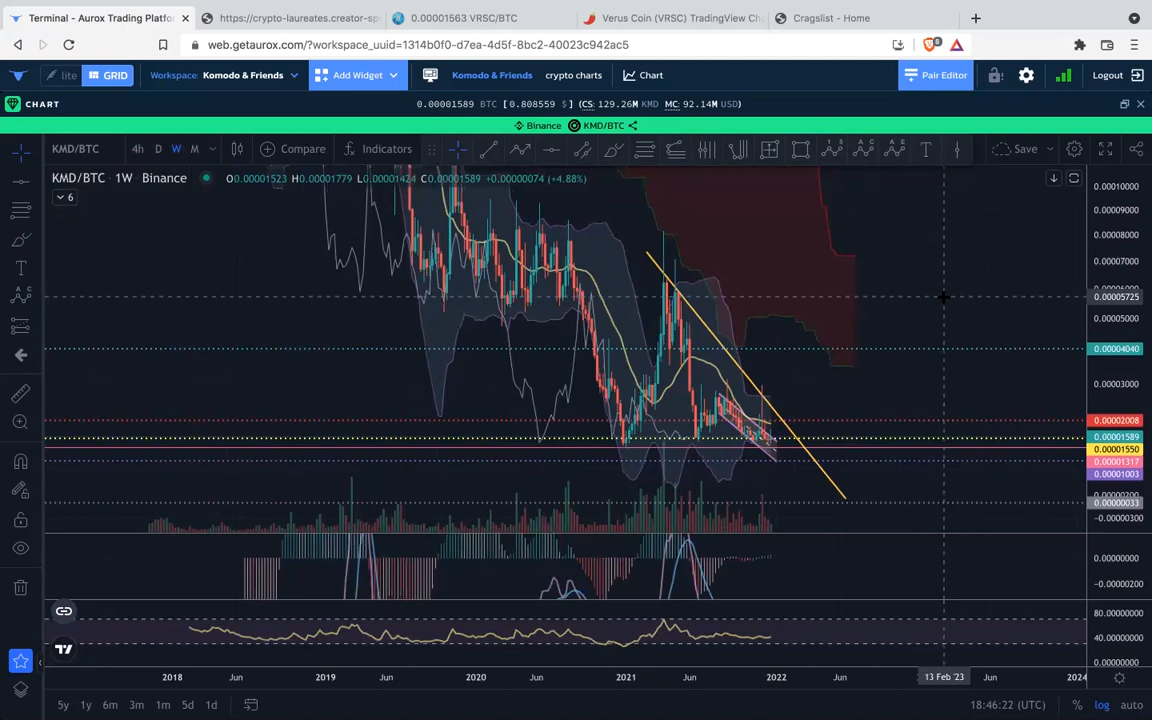 Terminal - Aurox Trading Platfo
https://crypto-laureates.creator-sp
0.00001563 VRSC/BTC
Verus Coin (VRSC) TradingView Ch
Cragslist - Home
web.getaurox.com/?workspace_uuid=1314b0f0-d7ea-4d5f-8bc2-40023c942ac5
8
lite
GRID
Workspace: Komodo & Friends
Add Widget
Komodo & Friends
crypto charts
Chart
Pair Editor
Logout
CHART
0.00001589 BTC [0.808559 $] (CS: 129.26M KMD MC: 92.14M USD)
Binance
KMD/BTC
KMD/BTC
4h D W M
Compare
Indicators
Save
KMD/BTC · 1W · Binance
O0.00001523 H0.00001779 L0.00001424 C0.00001589 +0.00000074 (+4.88%)
6
0.00010000
0.00009000
0.00008000
0.00007000
0.00005725
0.00005000
0.00004040
0.00003000
0.00002008
0.00001589
0.00001550
0.00001317
0.00001003
0.00000033
−0.00000300
0.00000000
−0.00000200
80.00000000
40.00000000
0.00000000
2018 Jun 2019 Jun 2020 Jun 2021 Jun 2022 Jun 13 Feb '23 Jun 2024
5y 1y 6m 3m 1m 5d 1d
18:46:22 (UTC)
% log auto